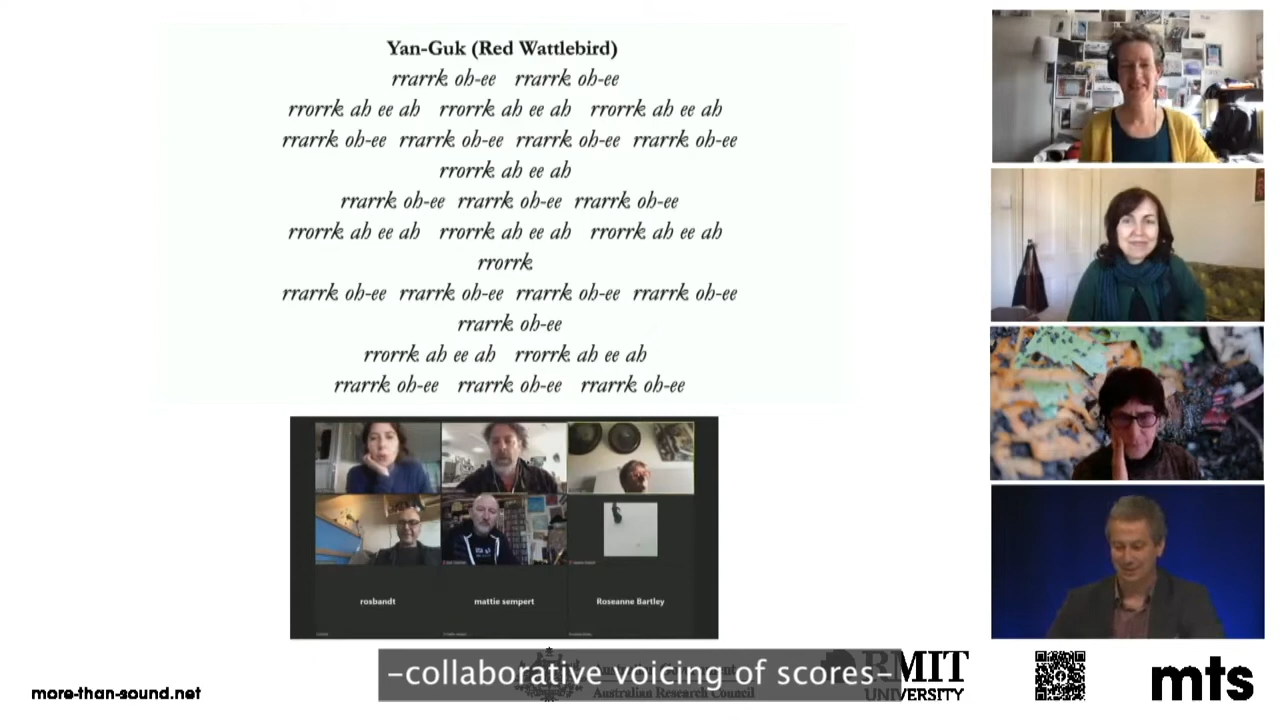 Yan-Guk (Red Wattlebird)
rrarrk oh-ee rrarrk oh-ee
rrorrk ah ee ah rrorrk ah ee ah rrorrk ah ee ah
rrarrk oh-ee rrarrk oh-ee rrarrk oh-ee rrarrk oh-ee
rrorrk ah ee ah
rrarrk oh-ee rrarrk oh-ee rrarrk oh-ee
rrorrk ah ee ah rrorrk ah ee ah rrorrk ah ee ah
rrorrk
rrarrk oh-ee rrarrk oh-ee rrarrk oh-ee rrarrk oh-ee
rrarrk oh-ee
rrorrk ah ee ah rrorrk ah ee ah
rrarrk oh-ee rrarrk oh-ee rrarrk oh-ee
rosbandt mattie sempert Roseanne Bartley
-collaborative voicing of scores-
Australian Research Council
RMIT
UNIVERSITY
mts
more-than-sound.net